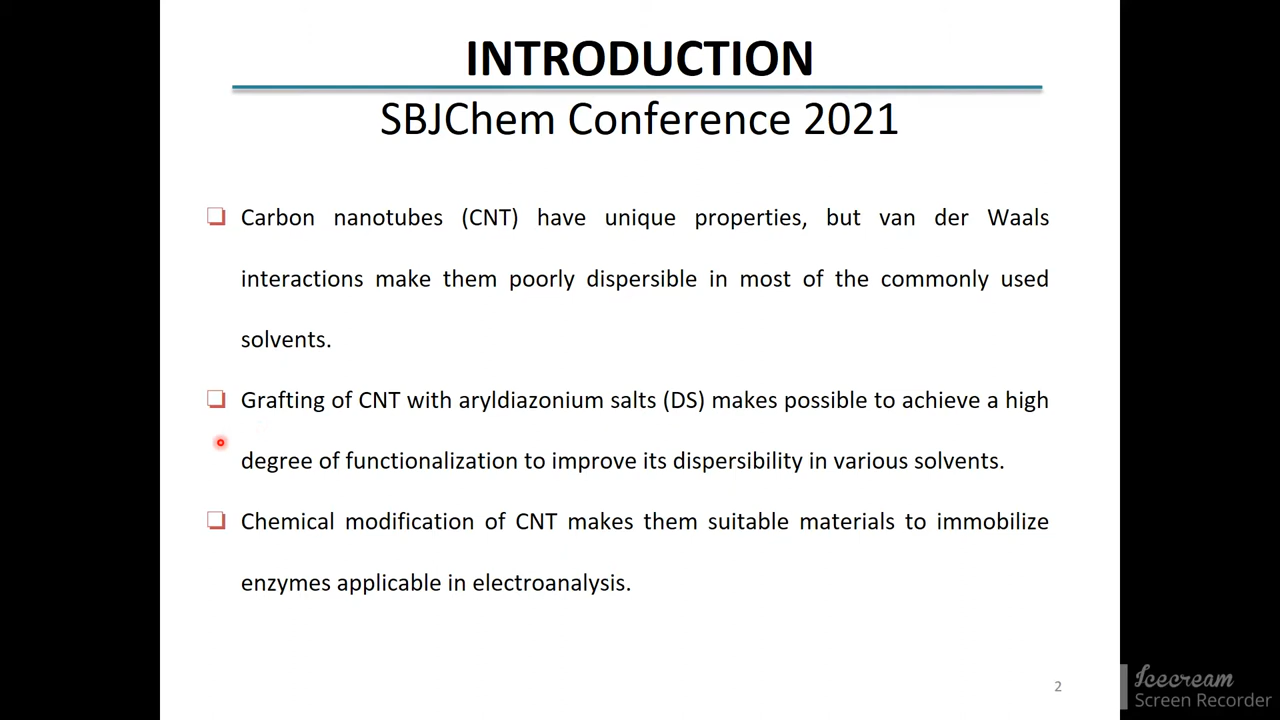 INTRODUCTION
SBJChem Conference 2021
Carbon nanotubes (CNT) have unique properties, but van der Waals
interactions make them poorly dispersible in most of the commonly used
solvents.
Grafting of CNT with aryldiazonium salts (DS) makes possible to achieve a high
degree of functionalization to improve its dispersibility in various solvents.
Chemical modification of CNT makes them suitable materials to immobilize
enzymes applicable in electroanalysis.
2
Icecream
SCREEN RECORDER